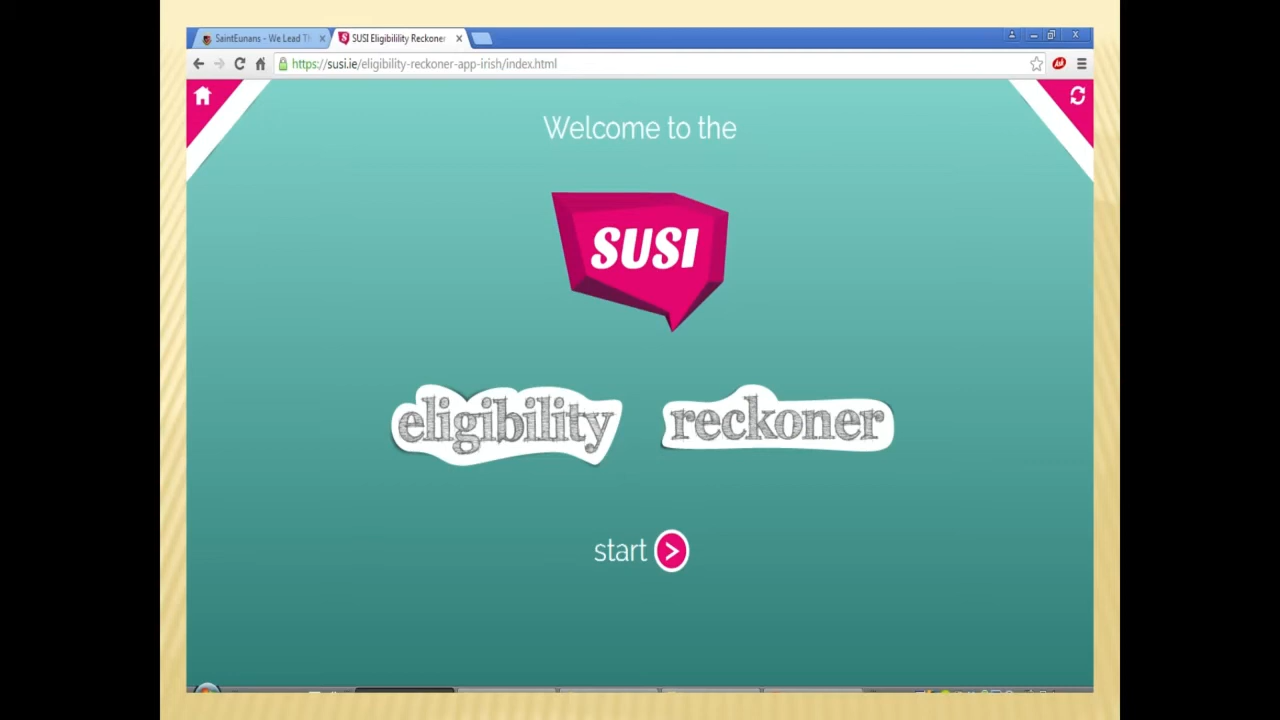 SaintEunans - We Lead Th
SUSI Eligibilility Reckoner
https://susi.ie/eligibility-reckoner-app-irish/index.html
Welcome to the
SUSI
eligibility reckoner
start